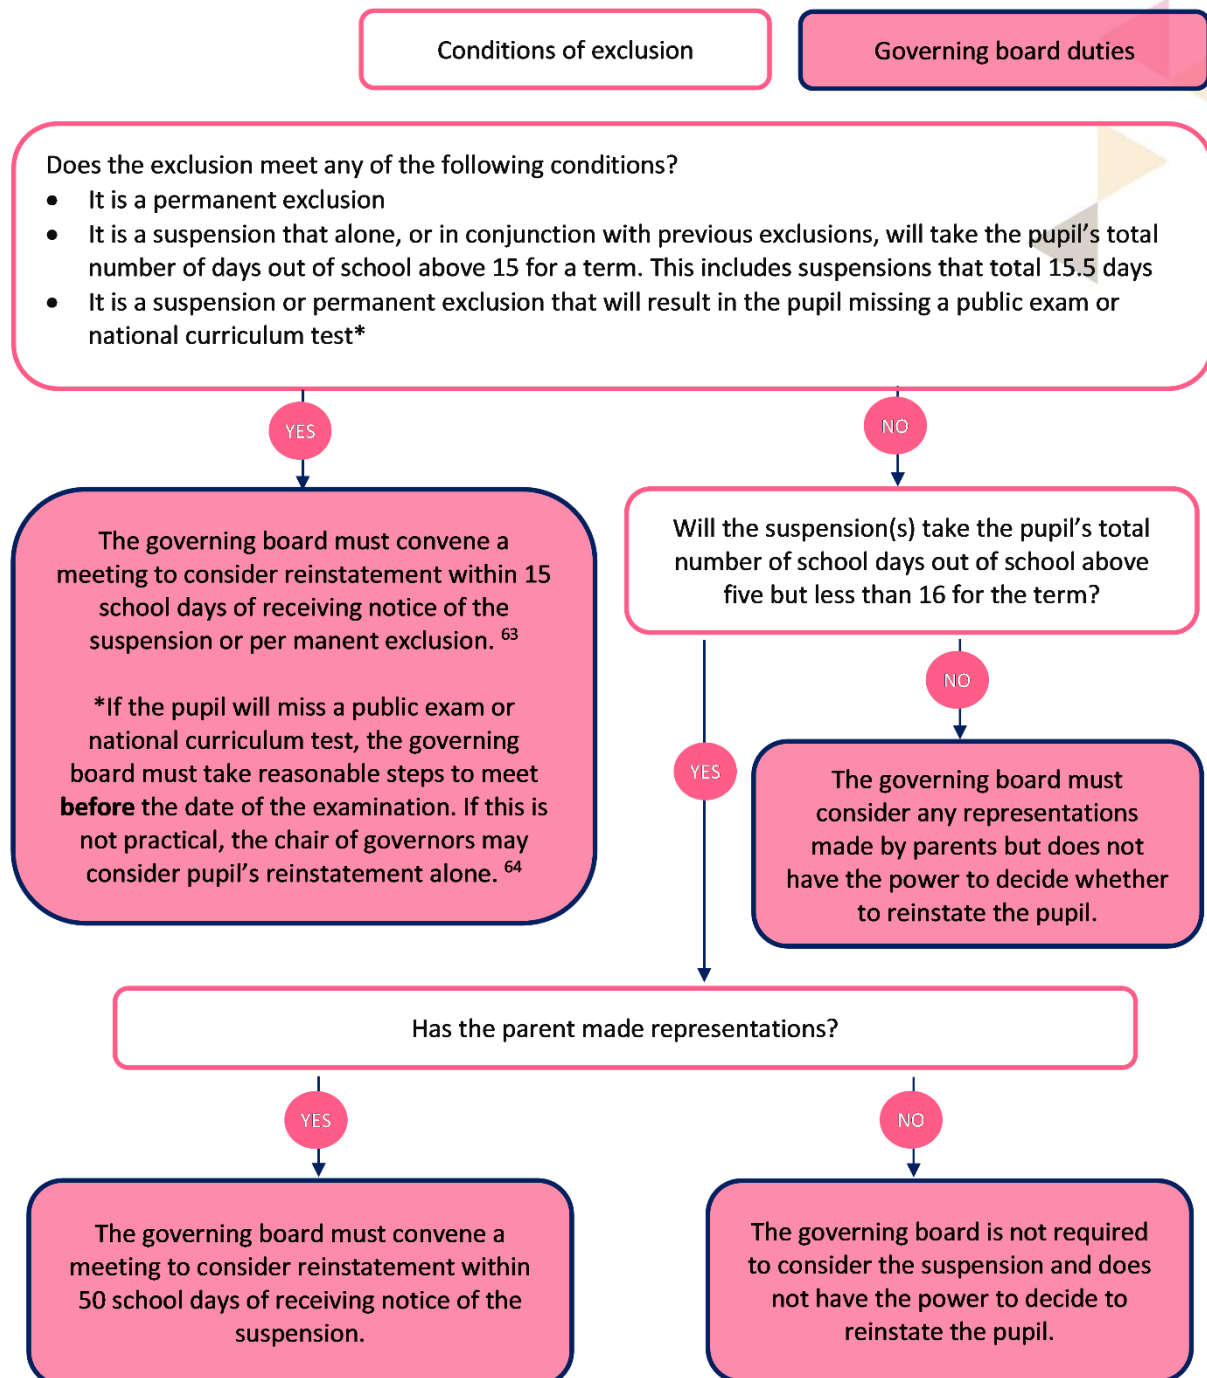 Conditions of exclusion
Governing board duties
Does the exclusion meet any of the following conditions?
• It is a permanent exclusion
• It is a suspension that alone, or in conjunction with previous exclusions, will take the pupil's total
number of days out of school above 15 for a term. This includes suspensions that total 15.5 days
• It is a suspension or permanent exclusion that will result in the pupil missing a public exam or
national curriculum test*
YES
NO
The governing board must convene a
meeting to consider reinstatement within 15
school days of receiving notice of the
suspension or per manent exclusion. 63
*If the pupil will miss a public exam or
national curriculum test, the governing
board must take reasonable steps to meet
before the date of the examination. If this is
not practical, the chair of governors may
consider pupil's reinstatement alone. 64
Will the suspension(s) take the pupil's total
number of school days out of school above
five but less than 16 for the term?
NO
YES
The governing board must
consider any representations
made by parents but does not
have the power to decide whether
to reinstate the pupil.
Has the parent made representations?
YES
NO
The governing board must convene a
meeting to consider reinstatement within
50 school days of receiving notice of the
suspension.
The governing board is not required
to consider the suspension and does
not have the power to decide to
reinstate the pupil.